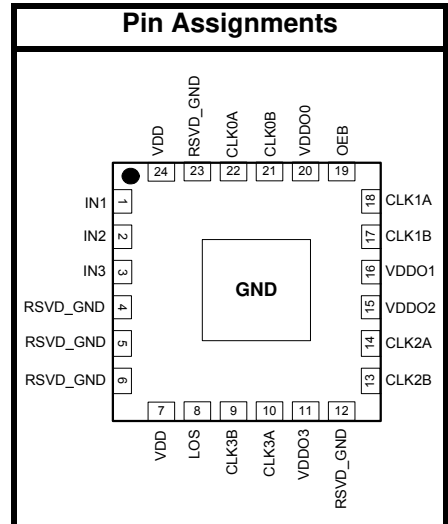 Pin Assignments
VDD
RSVD_GND
CLK0A
CLK0B
VDDO0
OEB
24
23
22
21
20
19
IN1
1
IN2
2
IN3
3
RSVD_GND
4
RSVD_GND
5
RSVD_GND
6
GND
18
CLK1A
17
CLK1B
16
VDDO1
15
VDDO2
14
CLK2A
13
CLK2B
7
8
9
10
11
12
VDD
LOS
CLK3B
CLK3A
VDDO3
RSVD_GND